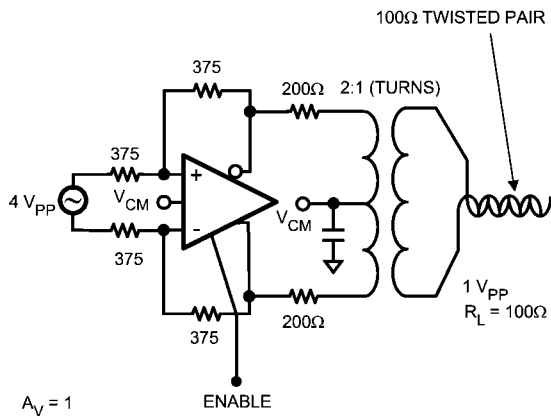 100Ω TWISTED PAIR
375
200Ω
2:1 (TURNS)
375
+
4 V_PP
V_CM
V_CM
-
375
375
200Ω
1 V_PP
R_L = 100Ω
A_V = 1
ENABLE